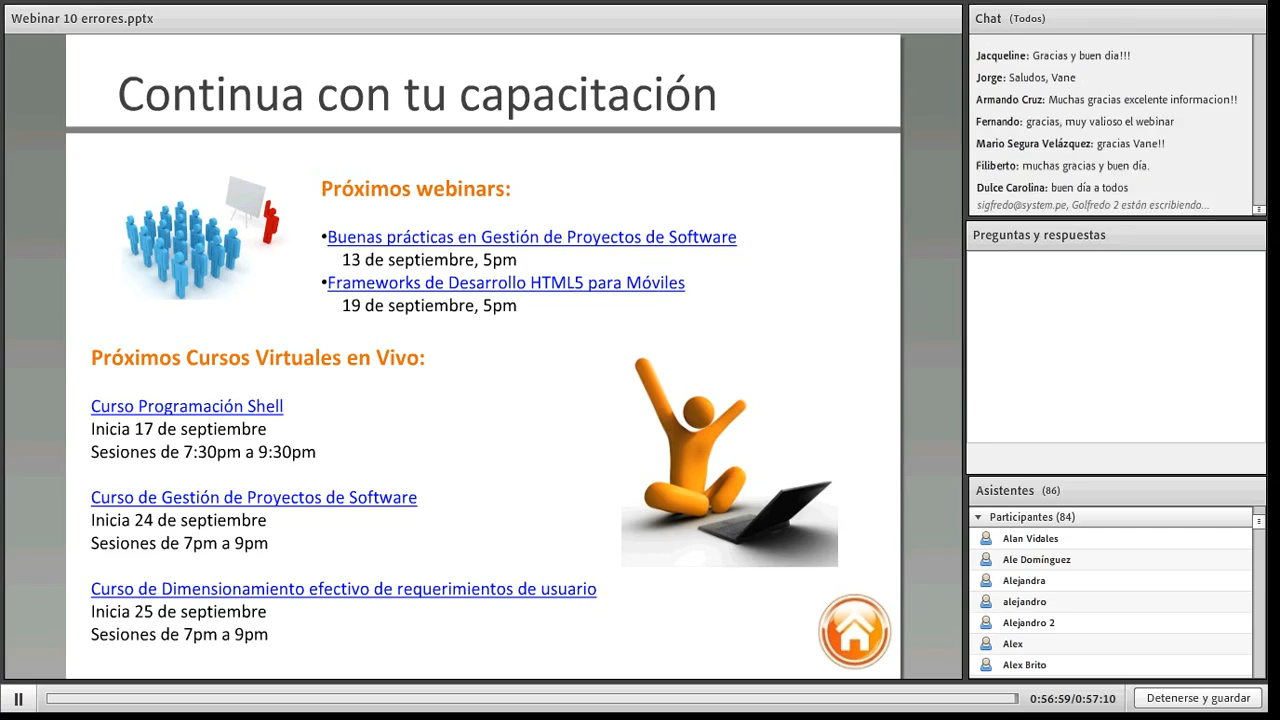 Webinar 10 errores.pptx
Continua con tu capacitación
Próximos webinars:
•Buenas prácticas en Gestión de Proyectos de Software
13 de septiembre, 5pm
•Frameworks de Desarrollo HTML5 para Móviles
19 de septiembre, 5pm
Próximos Cursos Virtuales en Vivo:
Curso Programación Shell
Inicia 17 de septiembre
Sesiones de 7:30pm a 9:30pm
Curso de Gestión de Proyectos de Software
Inicia 24 de septiembre
Sesiones de 7pm a 9pm
Curso de Dimensionamiento efectivo de requerimientos de usuario
Inicia 25 de septiembre
Sesiones de 7pm a 9pm
Chat (Todos)
Jacqueline: Gracias y buen dia!!!
Jorge: Saludos, Vane
Armando Cruz: Muchas gracias excelente informacion!!
Fernando: gracias, muy valioso el webinar
Mario Segura Velázquez: gracias Vane!!
Filiberto: muchas gracias y buen día.
Dulce Carolina: buen día a todos
sigfredo@system.pe, Golfredo 2 están escribiendo...
Preguntas y respuestas
Asistentes (86)
Participantes (84)
Alan Vidales
Ale Domínguez
Alejandra
alejandro
Alejandro 2
Alex
Alex Brito
0:56:59/0:57:10
Detenerse y guardar